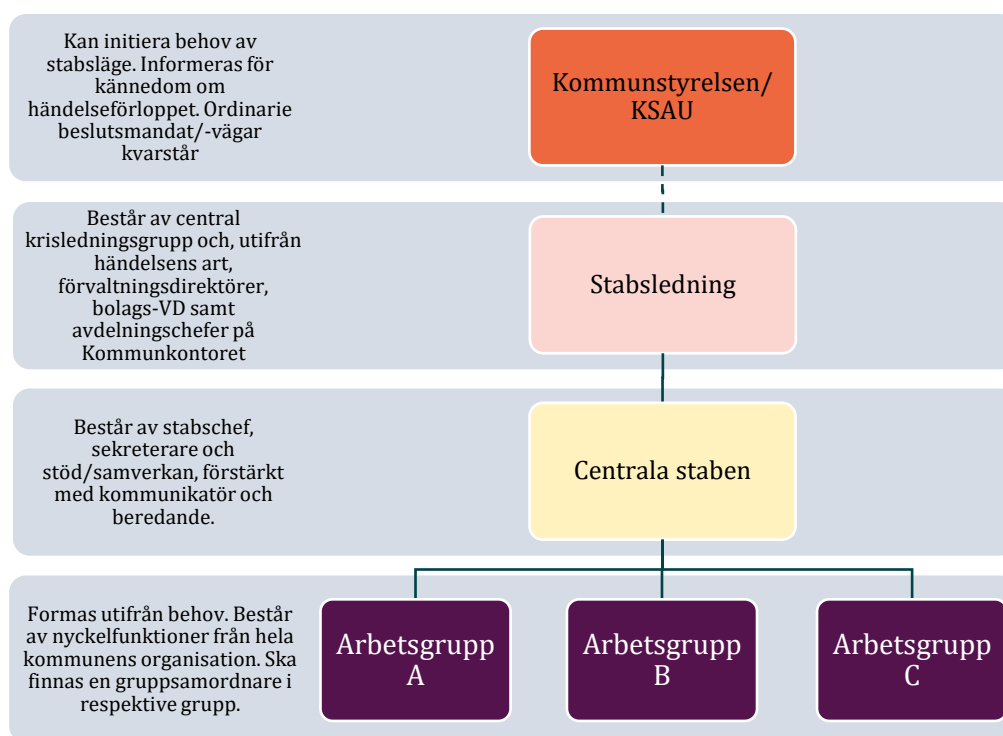 Kan initiera behov av
stabsläge. Informeras för
kännedom om
händelseförloppet. Ordinarie
beslutsmandat/-vägar
kvarstår
Kommunstyrelsen/
KSAU
Består av central
krisledningsgrupp och, utifrån
händelsens art,
förvaltningsdirektörer,
bolags-VD samt
avdelningschefer på
Kommunkontoret
Stabsledning
Består av stabschef,
sekreterare och
stöd/samverkan, förstärkt
med kommunikatör och
beredande.
Centrala staben
Formas utifrån behov. Består
av nyckelfunktioner från hela
kommunens organisation. Ska
finnas en gruppsamordnare i
respektive grupp.
Arbetsgrupp
A
Arbetsgrupp
B
Arbetsgrupp
C